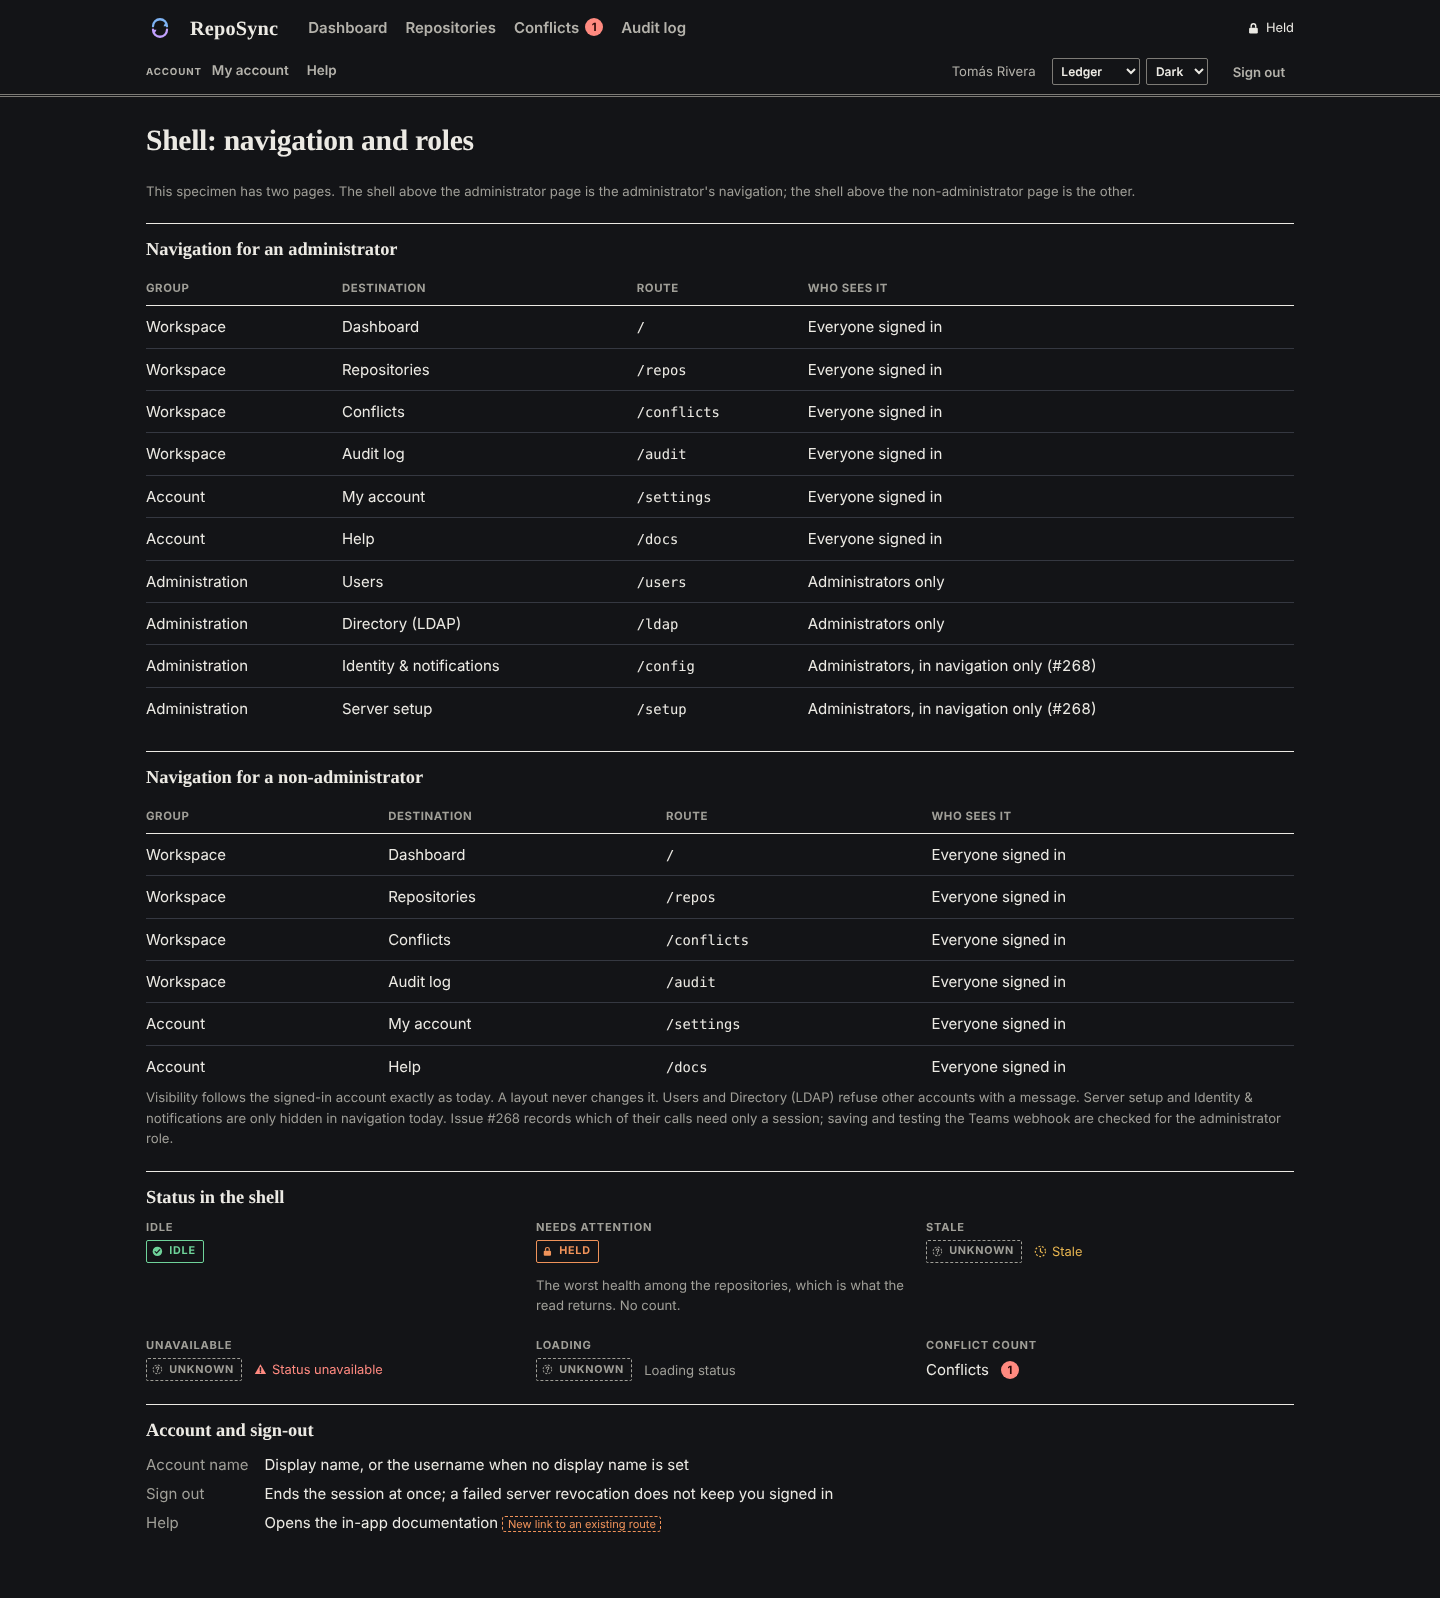 RepoSync Dashboard Repositories Conflicts 1 Audit log Held
ACCOUNT My account Help Tomás Rivera Ledger Dark Sign out
Shell: navigation and roles
This specimen has two pages. The shell above the administrator page is the administrator's navigation; the shell above the non-administrator page is the other.
Navigation for an administrator
GROUP DESTINATION ROUTE WHO SEES IT
Workspace Dashboard / Everyone signed in
Workspace Repositories /repos Everyone signed in
Workspace Conflicts /conflicts Everyone signed in
Workspace Audit log /audit Everyone signed in
Account My account /settings Everyone signed in
Account Help /docs Everyone signed in
Administration Users /users Administrators only
Administration Directory (LDAP) /ldap Administrators only
Administration Identity & notifications /config Administrators, in navigation only (#268)
Administration Server setup /setup Administrators, in navigation only (#268)
Navigation for a non-administrator
GROUP DESTINATION ROUTE WHO SEES IT
Workspace Dashboard / Everyone signed in
Workspace Repositories /repos Everyone signed in
Workspace Conflicts /conflicts Everyone signed in
Workspace Audit log /audit Everyone signed in
Account My account /settings Everyone signed in
Account Help /docs Everyone signed in
Visibility follows the signed-in account exactly as today. A layout never changes it. Users and Directory (LDAP) refuse other accounts with a message. Server setup and Identity &
notifications are only hidden in navigation today. Issue #268 records which of their calls need only a session; saving and testing the Teams webhook are checked for the administrator
role.
Status in the shell
IDLE NEEDS ATTENTION STALE
IDLE HELD UNKNOWN Stale
The worst health among the repositories, which is what the
read returns. No count.
UNAVAILABLE LOADING CONFLICT COUNT
UNKNOWN Status unavailable UNKNOWN Loading status Conflicts 1
Account and sign-out
Account name Display name, or the username when no display name is set
Sign out Ends the session at once; a failed server revocation does not keep you signed in
Help Opens the in-app documentation New link to an existing route